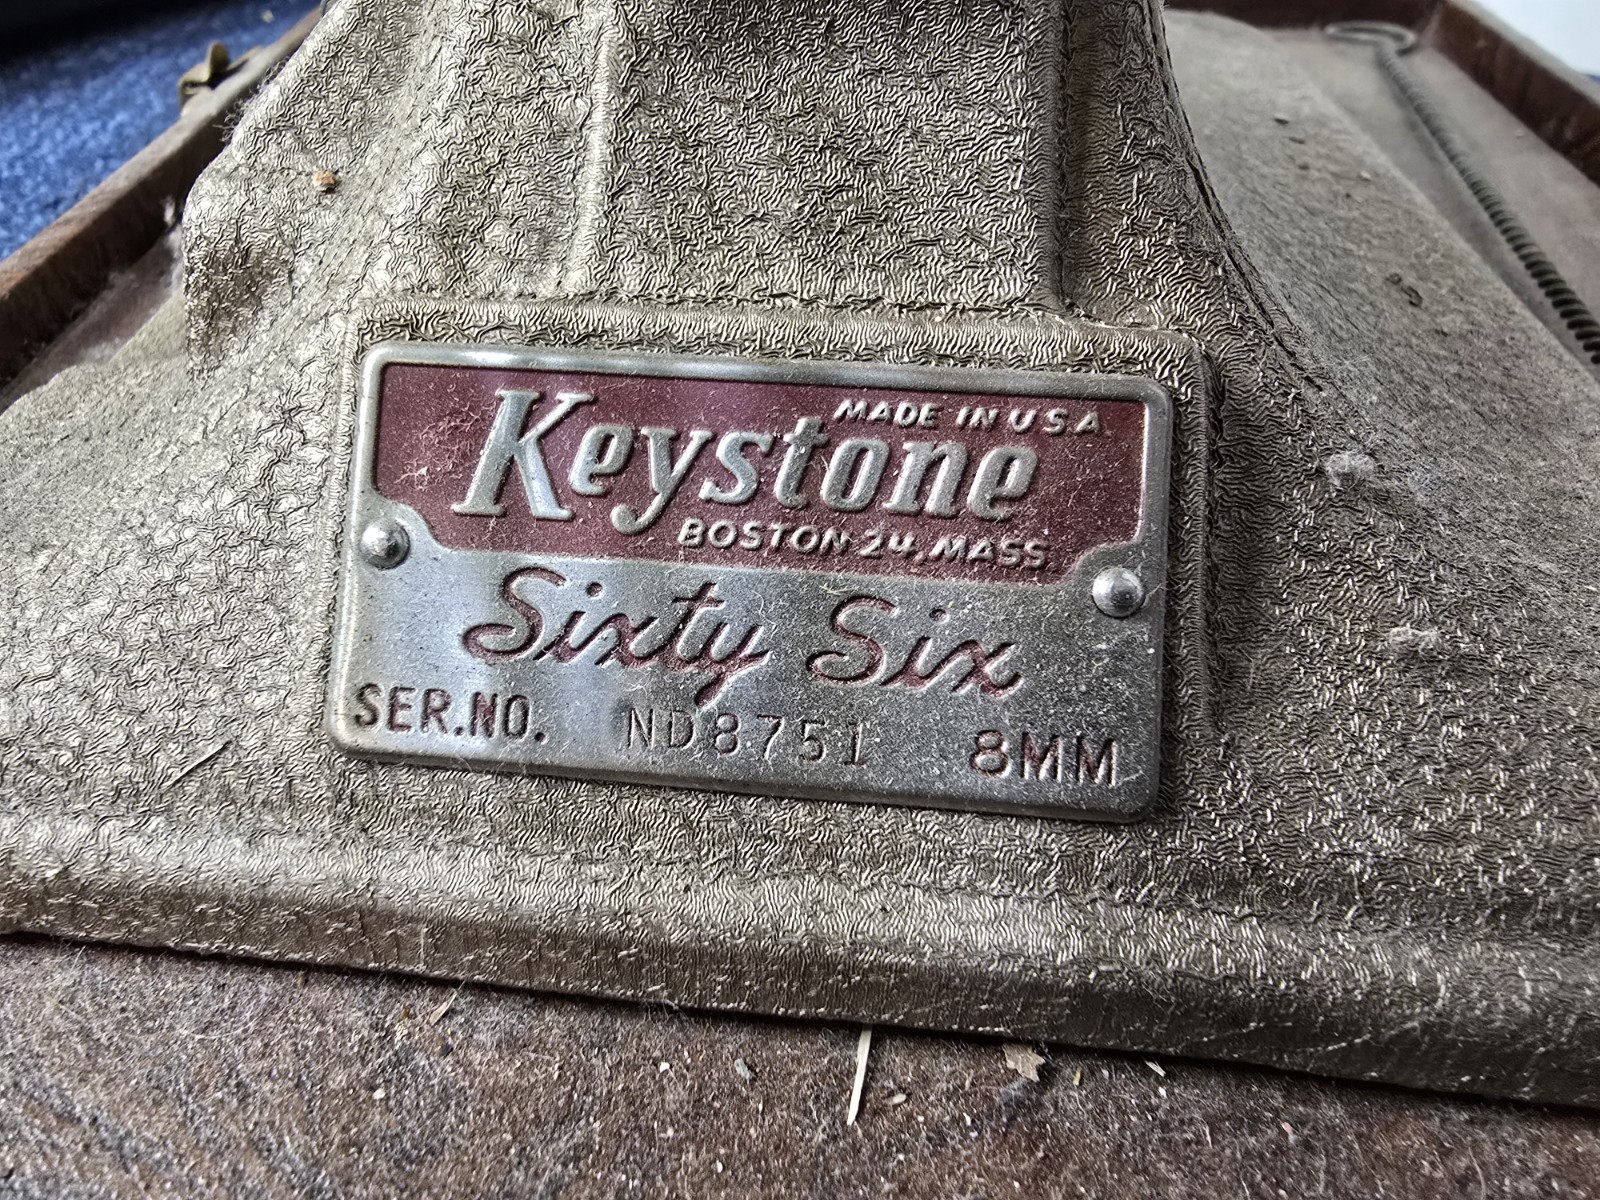 MADE IN U.S.A.
Keystone
BOSTON 24, MASS
Sixty Six
SER.NO. ND8751 8MM